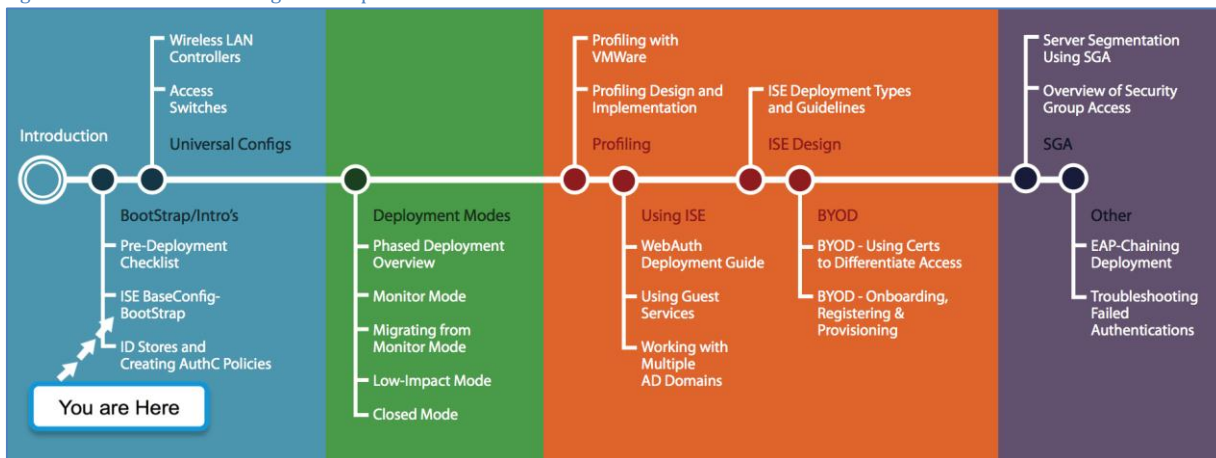 Wireless LAN
Controllers
Access
Switches
Introduction
Universal Configs
BootStrap/Intro's
Pre-Deployment
Checklist
ISE BaseConfig-
BootStrap
ID Stores and
Creating AuthC Policies
You are Here
Deployment Modes
Phased Deployment
Overview
Monitor Mode
Migrating from
Monitor Mode
Low-Impact Mode
Closed Mode
Profiling with
VMWare
Profiling Design and
Implementation
Profiling
ISE Deployment Types
and Guidelines
ISE Design
Using ISE
WebAuth
Deployment Guide
Using Guest
Services
Working with
Multiple
AD Domains
BYOD
BYOD - Using Certs
to Differentiate Access
BYOD - Onboarding,
Registering &
Provisioning
Server Segmentation
Using SGA
Overview of Security
Group Access
SGA
Other
EAP-Chaining
Deployment
Troubleshooting
Failed
Authentications